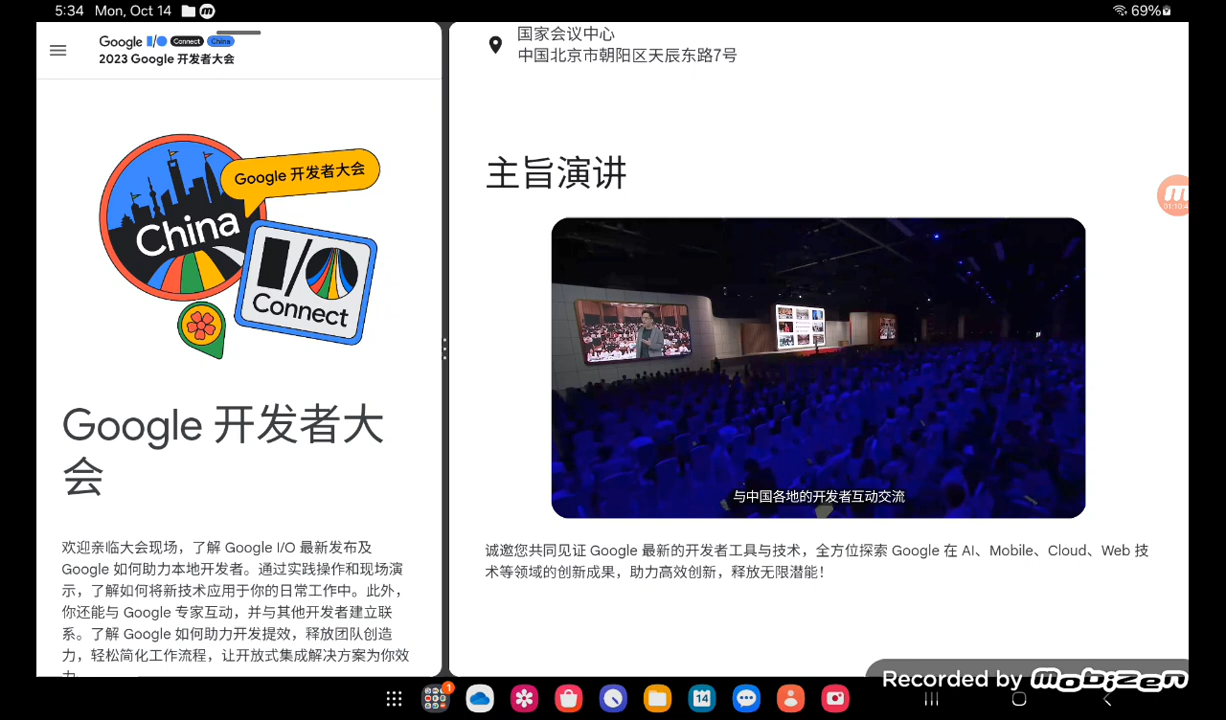 5:34 Mon, Oct 14
69%
Google I/O Connect China
2023 Google 开发者大会
Google 开发者大会
China
I/O
Connect
Google 开发者大
会
欢迎亲临大会现场，了解 Google I/O 最新发布及
Google 如何助力本地开发者。通过实践操作和现场演
示，了解如何将新技术应用于你的日常工作中。此外，
你还能与 Google 专家互动，并与其他开发者建立联
系。了解 Google 如何助力开发提效，释放团队创造
力，轻松简化工作流程，让开放式集成解决方案为你效
力。
国家会议中心
中国北京市朝阳区天辰东路7号
主旨演讲
与中国各地的开发者互动交流
诚邀您共同见证 Google 最新的开发者工具与技术，全方位探索 Google 在 AI、Mobile、Cloud、Web 技
术等领域的创新成果，助力高效创新，释放无限潜能！
1
14
Recorded by mobizen